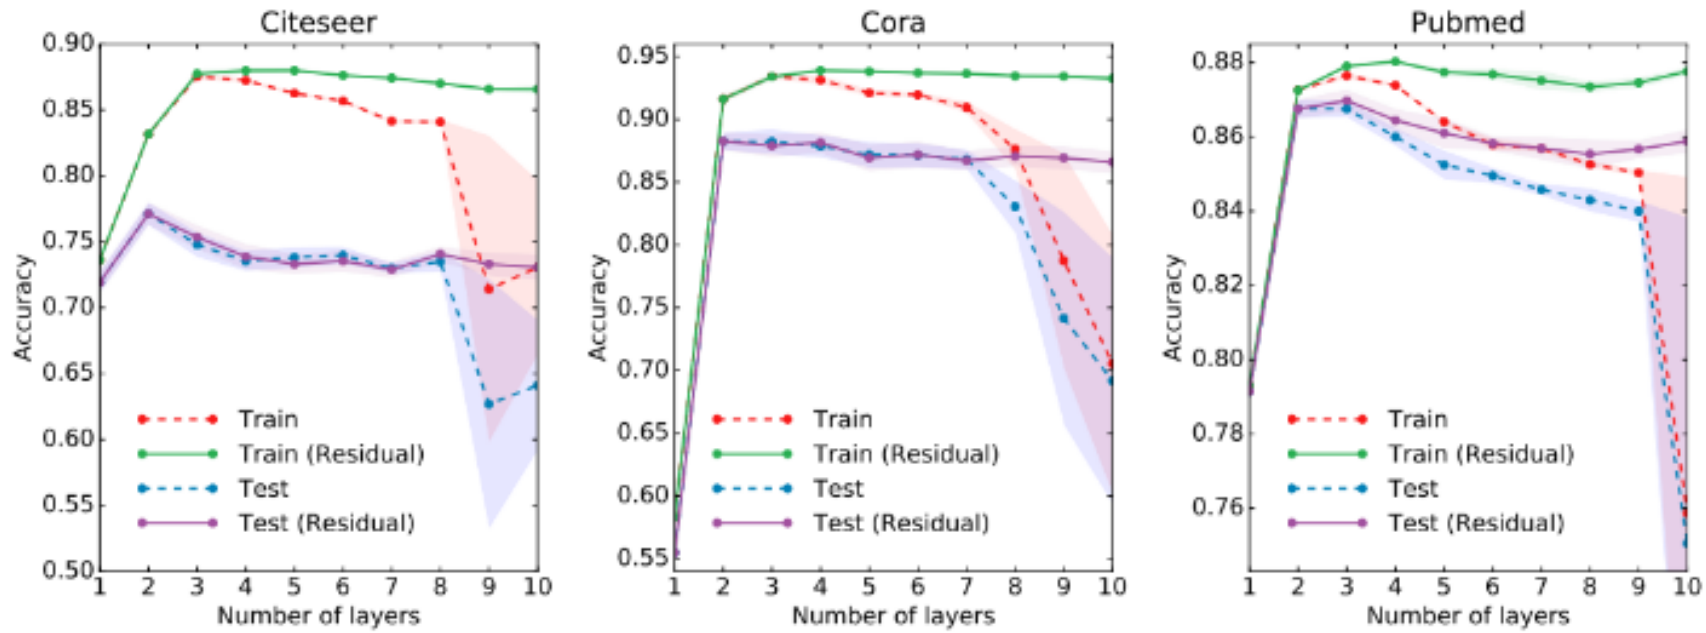 Citeseer
0.90
0.85
0.80
0.75
0.70
0.65
0.60
0.55
0.50
Accuracy
Train
Train (Residual)
Test
Test (Residual)
1 2 3 4 5 6 7 8 9 10
Number of layers
Cora
0.95
0.90
0.85
0.80
0.70
0.65
0.60
0.55
Accuracy
Train
Train (Residual)
Test
Test (Residual)
1 2 3 4 5 6 7 8 9 10
Number of layers
Pubmed
0.88
0.86
0.84
0.82
0.80
0.78
0.76
Accuracy
Train
Train (Residual)
Test
Test (Residual)
1 2 3 4 5 6 7 8 9 10
Number of layers